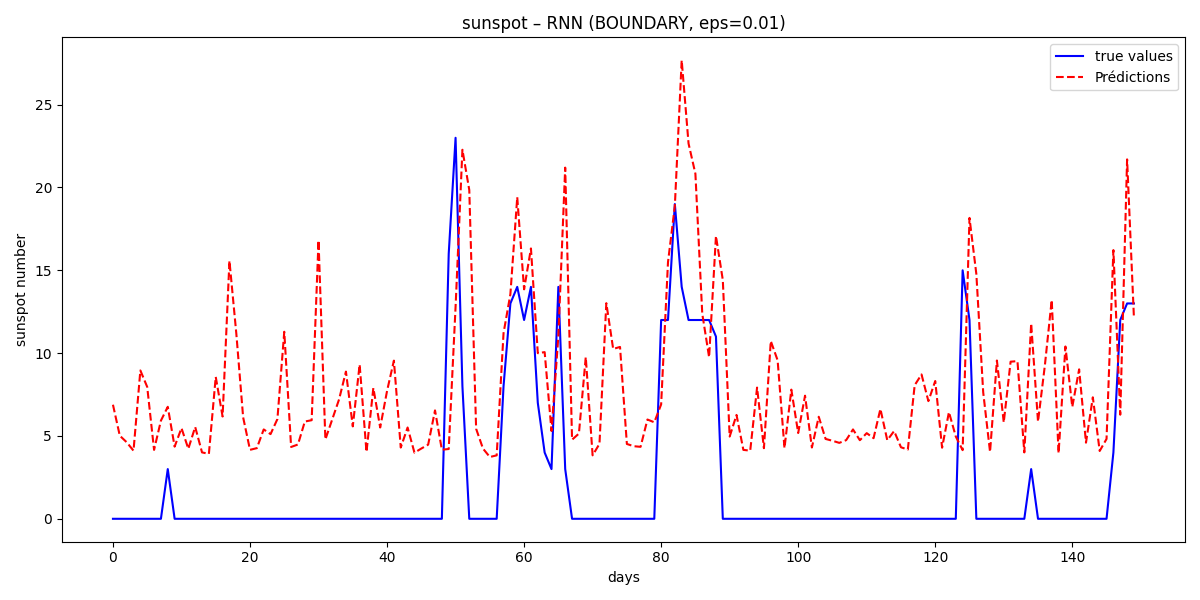 sunspot – RNN (BOUNDARY, eps=0.01)
true values
Prédictions
sunspot number
25
20
15
10
5
0
0 20 40 60 80 100 120 140
days